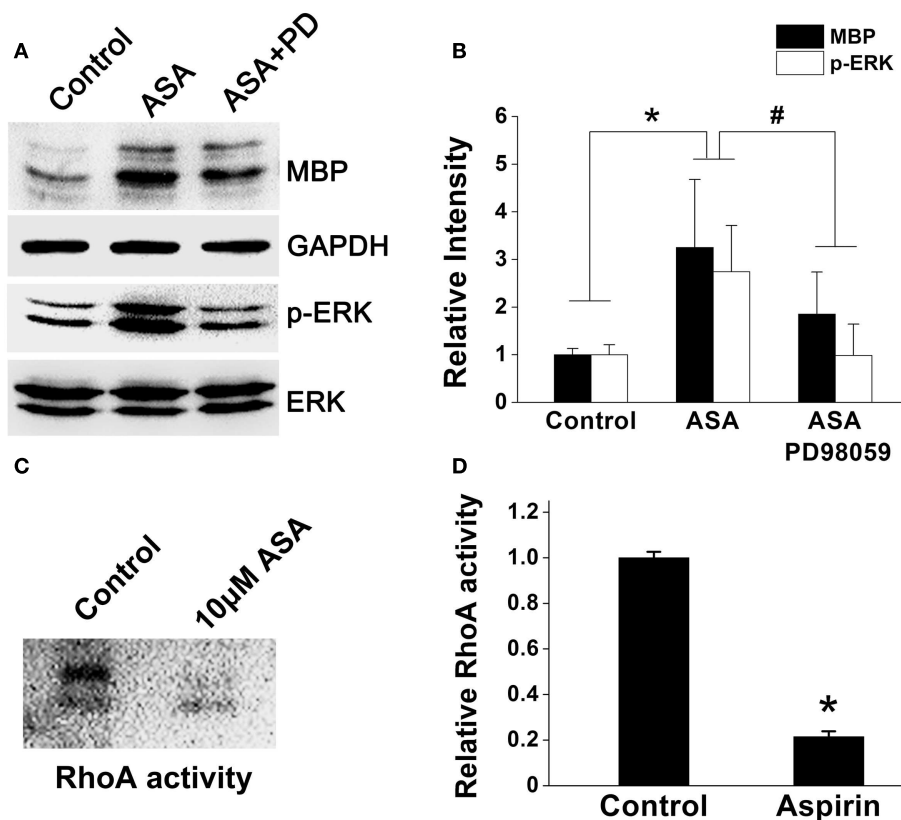 A
Control
ASA
ASA+PD
MBP
GAPDH
p-ERK
ERK
B
MBP
p-ERK
Relative Intensity
6
5
4
3
2
1
0
*
#
Control
ASA
ASA
PD98059
C
Control
10µM ASA
RhoA activity
D
Relative RhoA activity
1.2
1.0
0.8
0.6
0.4
0.2
0
*
Control
Aspirin